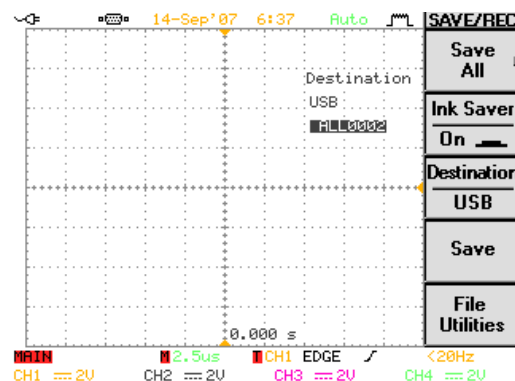 14-Sep'07 6:37 Auto SAVE/REC
Save
All
Destination
USB
ALL0002
Ink Saver
On
Destination
USB
Save
File
Utilities
0.000 s
MAIN M 2.5us T CH1 EDGE <20Hz
CH1 2V CH2 2V CH3 2V CH4 2V